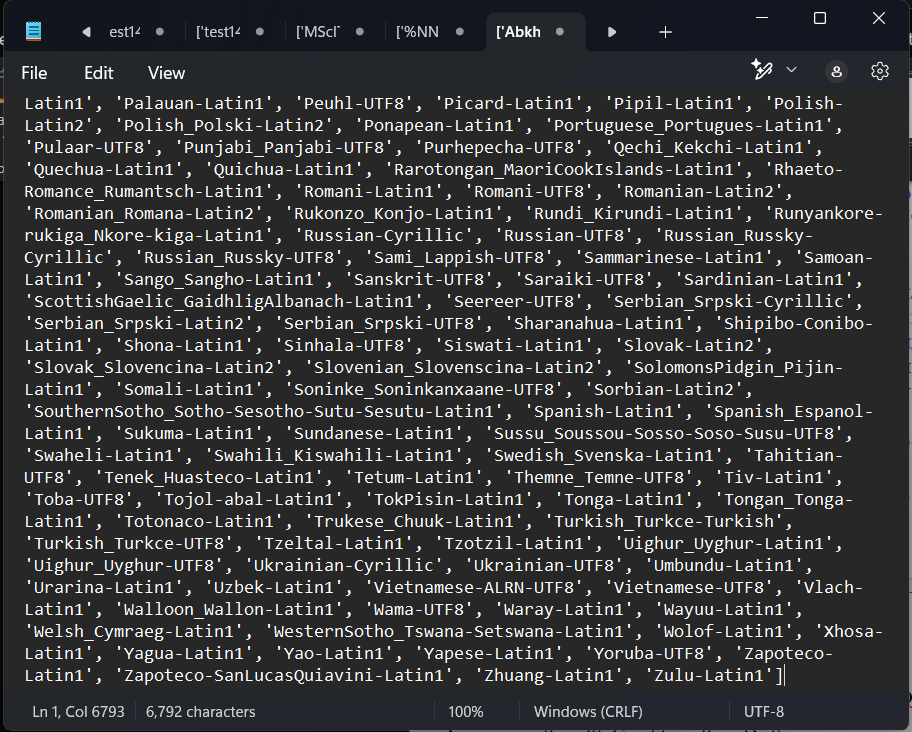 est14
['test14
['MScl
['%NN
['Abkh
File
Edit
View
Latin1', 'Palauan-Latin1', 'Peuhl-UTF8', 'Picard-Latin1', 'Pipil-Latin1', 'Polish-
Latin2', 'Polish_Polski-Latin2', 'Ponapean-Latin1', 'Portuguese_Portugues-Latin1',
'Pulaar-UTF8', 'Punjabi_Panjabi-UTF8', 'Purhepecha-UTF8', 'Qechi_Kekchi-Latin1',
'Quechua-Latin1', 'Quichua-Latin1', 'Rarotongan_MaoriCookIslands-Latin1', 'Rhaeto-
Romance_Rumantsch-Latin1', 'Romani-Latin1', 'Romani-UTF8', 'Romanian-Latin2',
'Romanian_Romana-Latin2', 'Rukonzo_Konjo-Latin1', 'Rundi_Kirundi-Latin1', 'Runyankore-
rukiga_Nkore-kiga-Latin1', 'Russian-Cyrillic', 'Russian-UTF8', 'Russian_Russky-
Cyrillic', 'Russian_Russky-UTF8', 'Sami_Lappish-UTF8', 'Sammarinese-Latin1', 'Samoan-
Latin1', 'Sango_Sangho-Latin1', 'Sanskrit-UTF8', 'Saraiki-UTF8', 'Sardinian-Latin1',
'ScottishGaelic_GaidhligAlbanach-Latin1', 'Seereer-UTF8', 'Serbian_Srpski-Cyrillic',
'Serbian_Srpski-Latin2', 'Serbian_Srpski-UTF8', 'Sharanahua-Latin1', 'Shipibo-Conibo-
Latin1', 'Shona-Latin1', 'Sinhala-UTF8', 'Siswati-Latin1', 'Slovak-Latin2',
'Slovak_Slovencina-Latin2', 'Slovenian_Slovenscina-Latin2', 'SolomonsPidgin_Pijin-
Latin1', 'Somali-Latin1', 'Soninke_Soninkanxaane-UTF8', 'Sorbian-Latin2',
'SouthernSotho_Sotho-Sesotho-Sutu-Sesutu-Latin1', 'Spanish-Latin1', 'Spanish_Espanol-
Latin1', 'Sukuma-Latin1', 'Sundanese-Latin1', 'Sussu_Soussou-Sosso-Soso-Susu-UTF8',
'Swaheli-Latin1', 'Swahili_Kiswahili-Latin1', 'Swedish_Svenska-Latin1', 'Tahitian-
UTF8', 'Tenek_Huasteco-Latin1', 'Tetum-Latin1', 'Themne_Temne-UTF8', 'Tiv-Latin1',
'Toba-UTF8', 'Tojol-abal-Latin1', 'TokPisin-Latin1', 'Tonga-Latin1', 'Tongan_Tonga-
Latin1', 'Totonaco-Latin1', 'Trukese_Chuuk-Latin1', 'Turkish_Turkce-Turkish',
'Turkish_Turkce-UTF8', 'Tzeltal-Latin1', 'Tzotzil-Latin1', 'Uighur_Uyghur-Latin1',
'Uighur_Uyghur-UTF8', 'Ukrainian-Cyrillic', 'Ukrainian-UTF8', 'Umbundu-Latin1',
'Urarina-Latin1', 'Uzbek-Latin1', 'Vietnamese-ALRN-UTF8', 'Vietnamese-UTF8', 'Vlach-
Latin1', 'Walloon_Wallon-Latin1', 'Wama-UTF8', 'Waray-Latin1', 'Wayuu-Latin1',
'Welsh_Cymraeg-Latin1', 'WesternSotho_Tswana-Setswana-Latin1', 'Wolof-Latin1', 'Xhosa-
Latin1', 'Yagua-Latin1', 'Yao-Latin1', 'Yapese-Latin1', 'Yoruba-UTF8', 'Zapoteco-
Latin1', 'Zapoteco-SanLucasQuiavini-Latin1', 'Zhuang-Latin1', 'Zulu-Latin1']
Ln 1, Col 6793
6,792 characters
100%
Windows (CRLF)
UTF-8